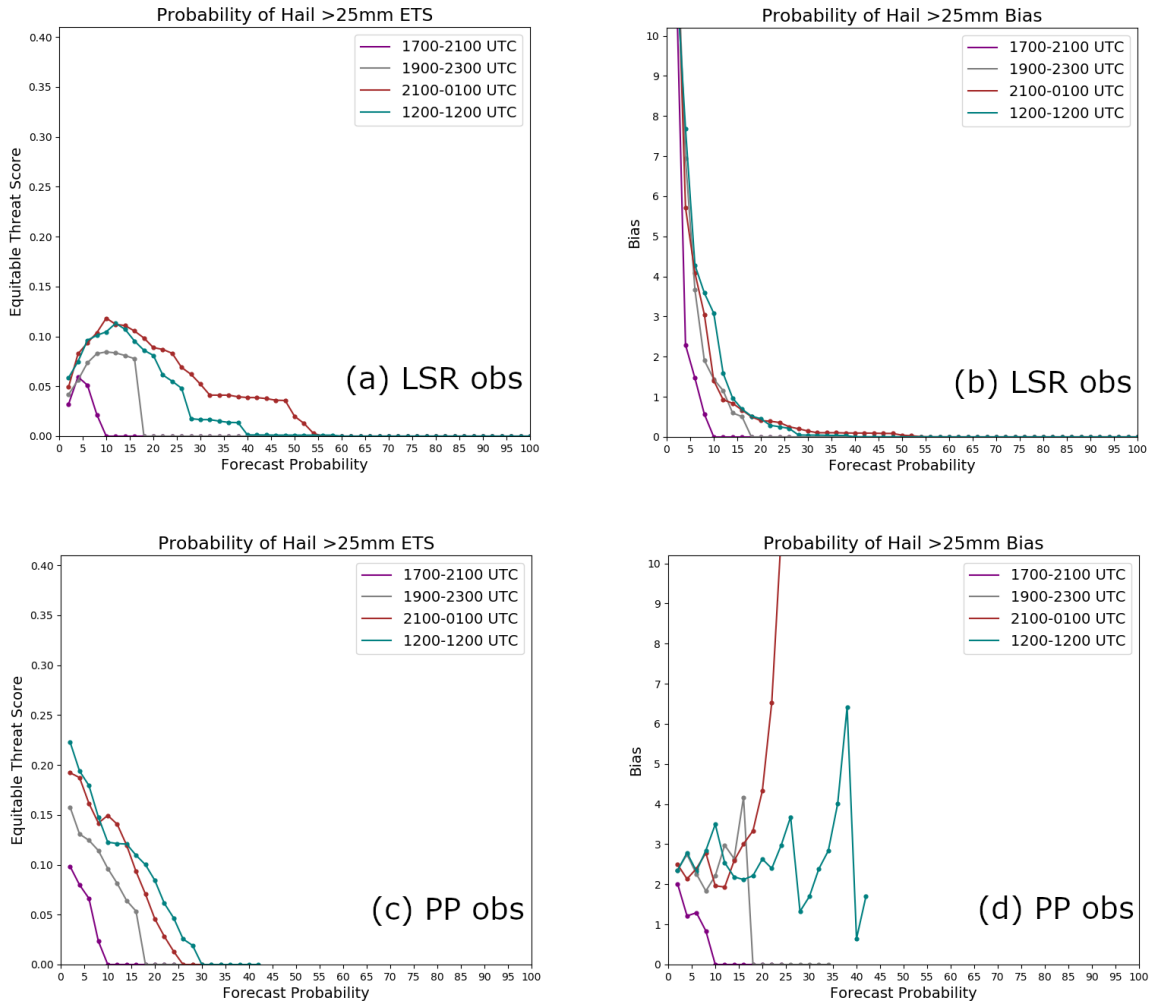 Probability of Hail >25mm ETS
0.40
0.35
0.30
0.25
0.20
0.15
0.10
0.05
0.00
Equitable Threat Score
1700-2100 UTC
1900-2300 UTC
2100-0100 UTC
1200-1200 UTC
(a) LSR obs
0 5 10 15 20 25 30 35 40 45 50 55 60 65 70 75 80 85 90 95 100
Forecast Probability
Probability of Hail >25mm Bias
10
9
8
7
6
5
4
3
2
1
0
Bias
1700-2100 UTC
1900-2300 UTC
2100-0100 UTC
1200-1200 UTC
(b) LSR obs
0 5 10 15 20 25 30 35 40 45 50 55 60 65 70 75 80 85 90 95 100
Forecast Probability
Probability of Hail >25mm ETS
0.40
0.35
0.30
0.25
0.20
0.15
0.10
0.05
0.00
Equitable Threat Score
1700-2100 UTC
1900-2300 UTC
2100-0100 UTC
1200-1200 UTC
(c) PP obs
0 5 10 15 20 25 30 35 40 45 50 55 60 65 70 75 80 85 90 95 100
Forecast Probability
Probability of Hail >25mm Bias
10
9
8
7
6
5
4
3
2
1
0
Bias
1700-2100 UTC
1900-2300 UTC
2100-0100 UTC
1200-1200 UTC
(d) PP obs
0 5 10 15 20 25 30 35 40 45 50 55 60 65 70 75 80 85 90 95 100
Forecast Probability